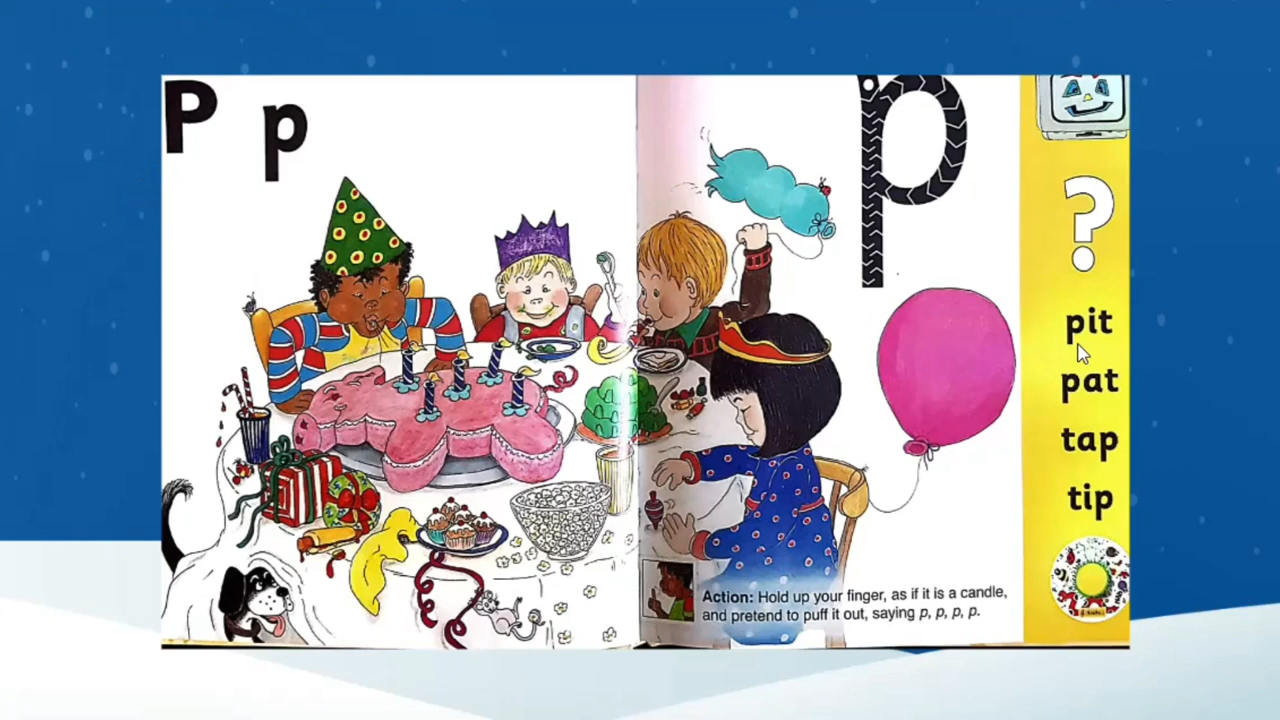 P p
p
?
pit
pat
tap
tip
Action: Hold up your finger, as if it is a candle,
and pretend to puff it out, saying p, p, p, p.